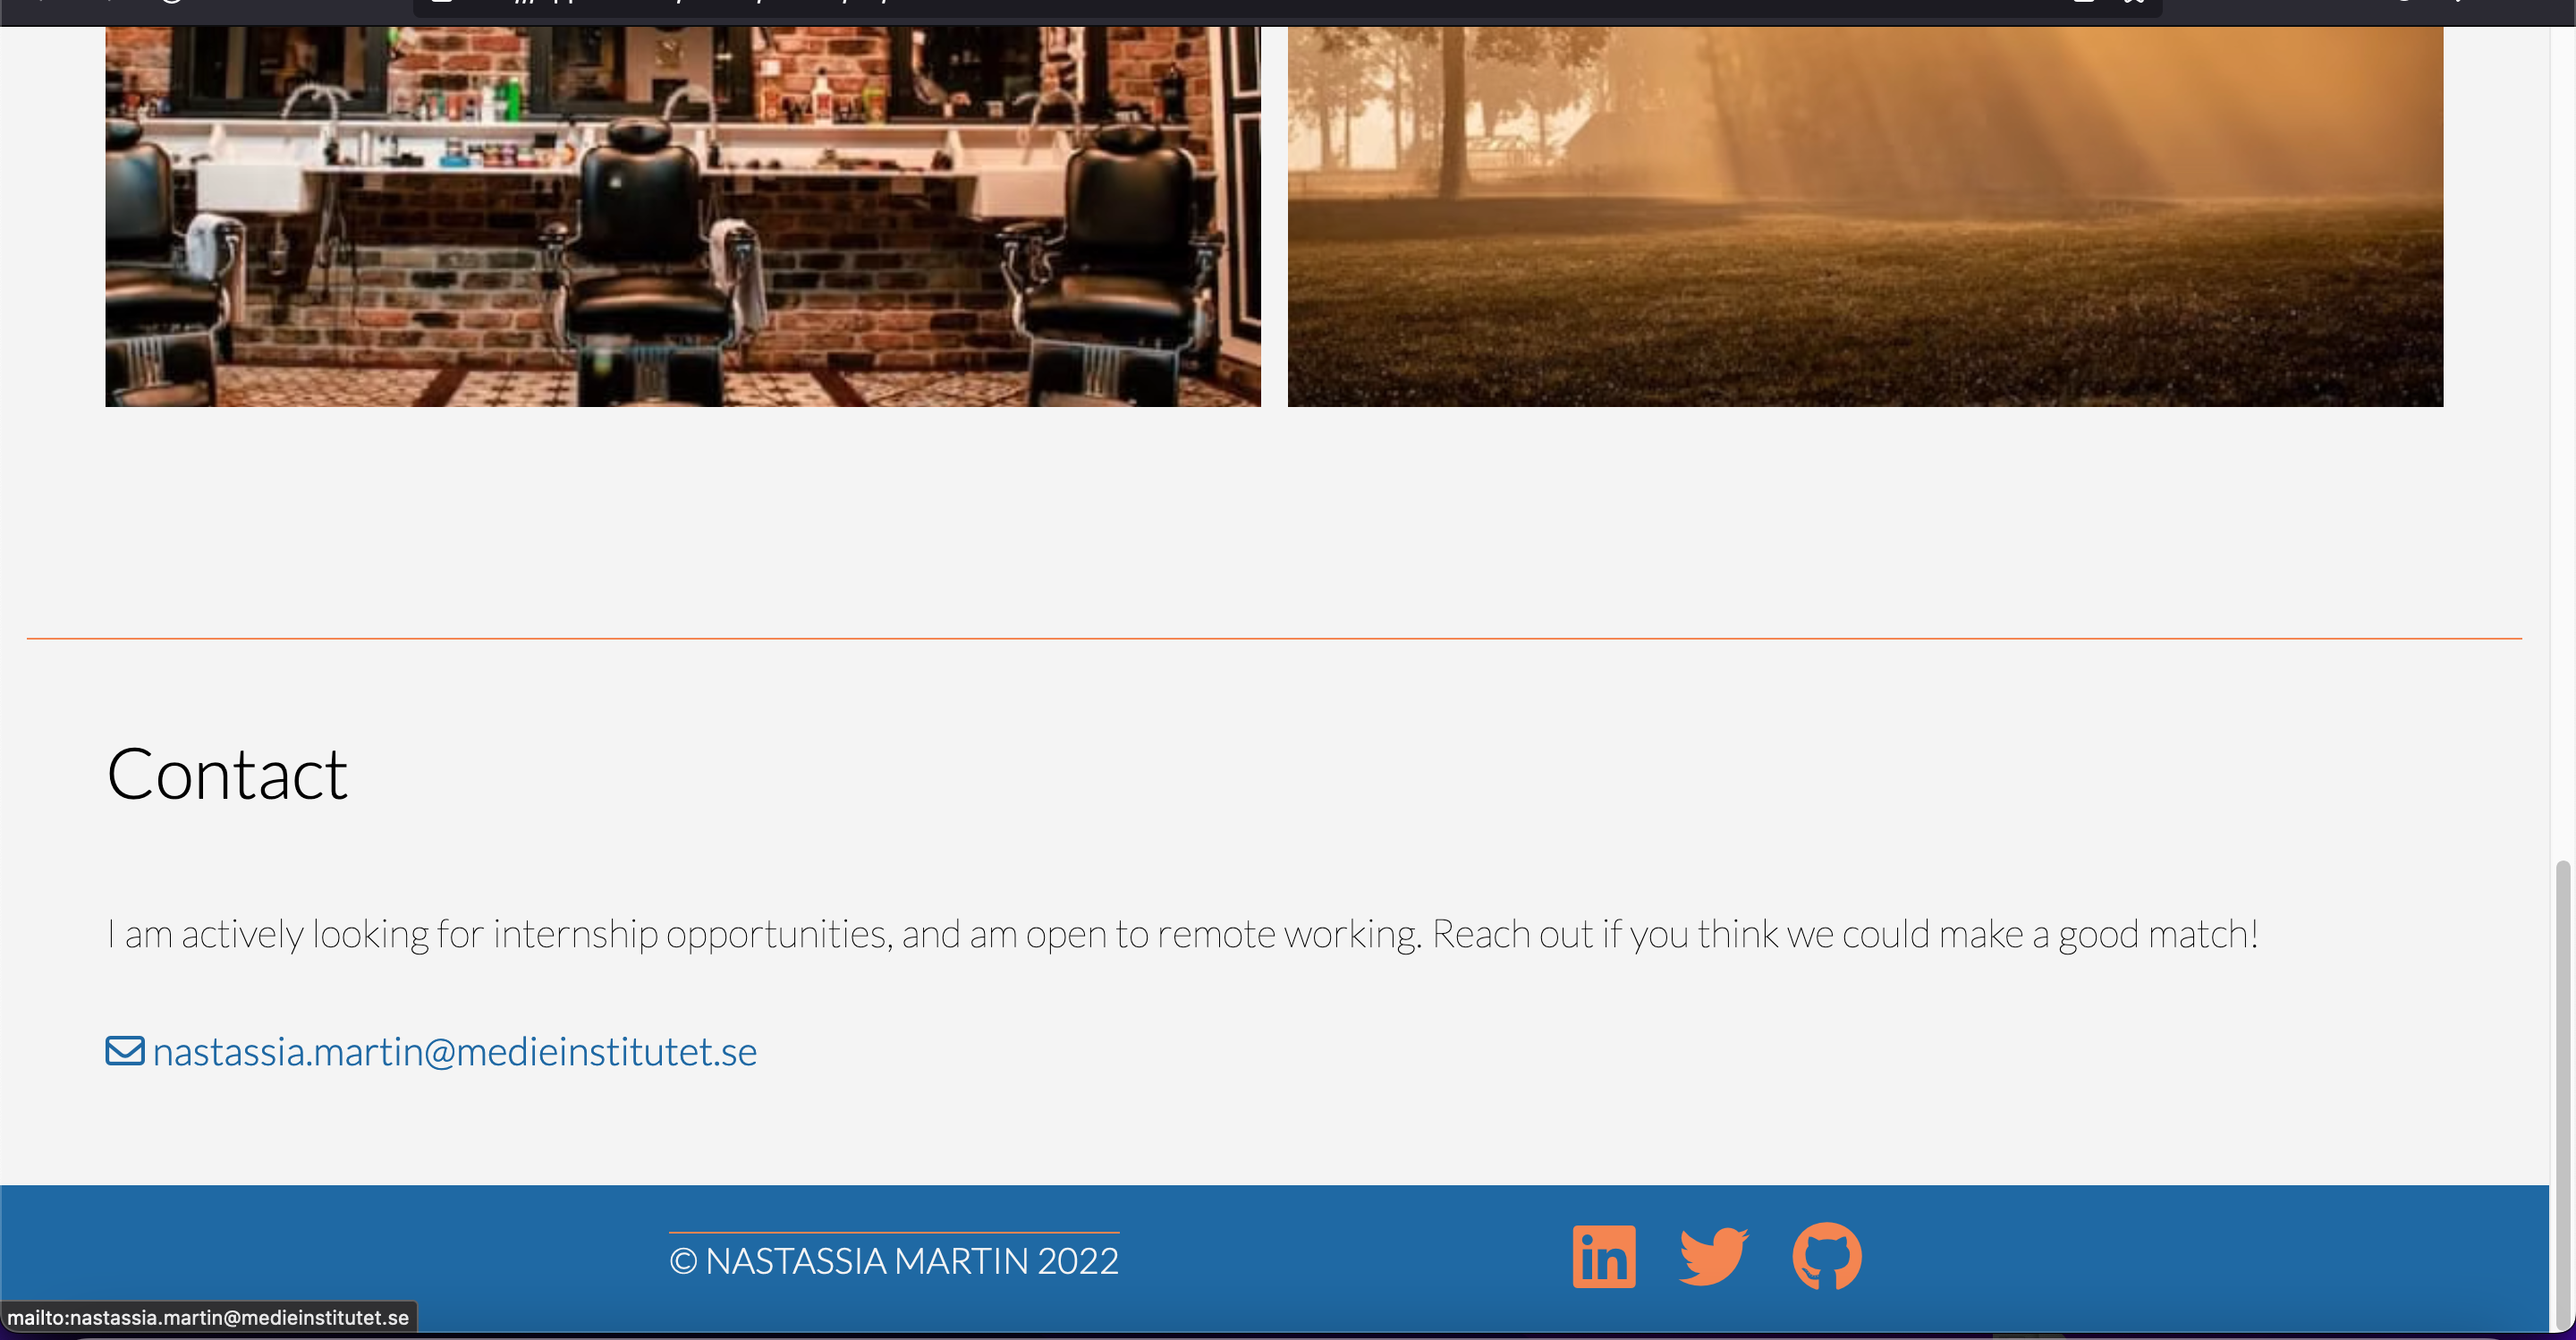 Contact
I am actively looking for internship opportunities, and am open to remote working. Reach out if you think we could make a good match!
nastassia.martin@medieinstitutet.se
© NASTASSIA MARTIN 2022
in
mailto:nastassia.martin@medieinstitutet.se